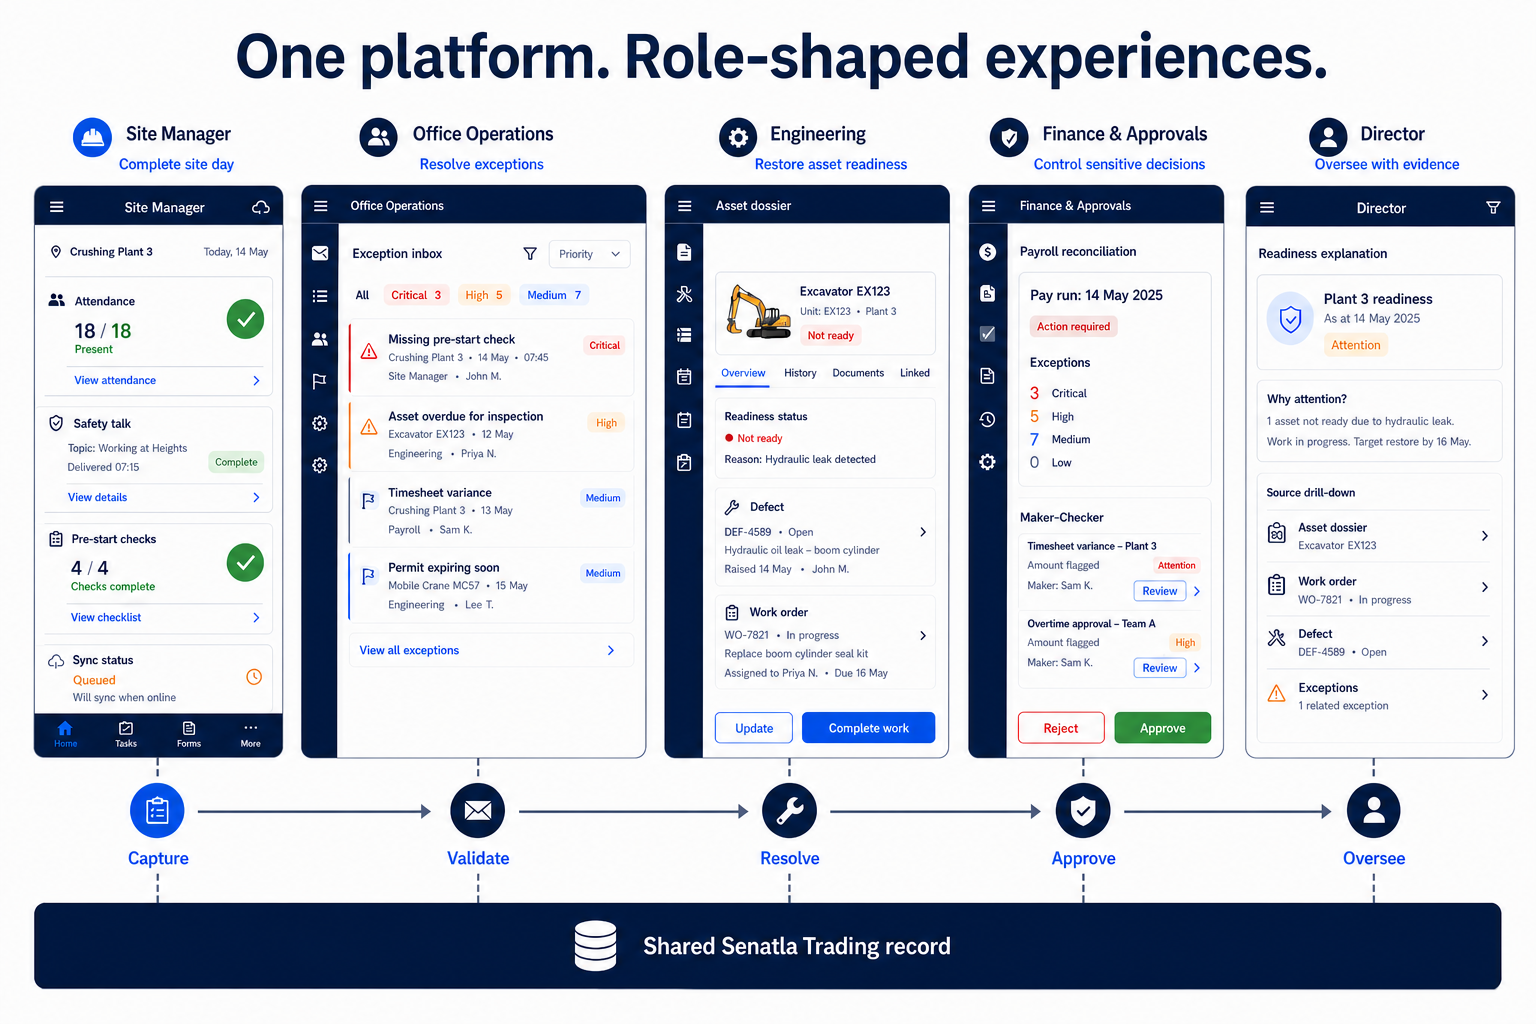 One platform. Role-shaped experiences.
Site Manager
Complete site day
Office Operations
Resolve exceptions
Engineering
Restore asset readiness
Finance & Approvals
Control sensitive decisions
Director
Oversee with evidence
Site Manager
Crushing Plant 3
Today, 14 May
Attendance
18 / 18
Present
View attendance
Safety talk
Topic: Working at Heights
Delivered 07:15
Complete
View details
Pre-start checks
4 / 4
Checks complete
View checklist
Sync status
Queued
Will sync when online
Home
Tasks
Forms
More
Office Operations
Exception inbox
Priority
All
Critical 3
High 5
Medium 7
Missing pre-start check
Crushing Plant 3 • 14 May • 07:45
Site Manager • John M.
Critical
Asset overdue for inspection
Excavator EX123 • 12 May
Engineering • Priya N.
High
Timesheet variance
Crushing Plant 3 • 13 May
Payroll • Sam K.
Medium
Permit expiring soon
Mobile Crane MC57 • 15 May
Engineering • Lee T.
Medium
View all exceptions
Asset dossier
Excavator EX123
Unit: EX123 • Plant 3
Not ready
Overview
History
Documents
Linked
Readiness status
Not ready
Reason: Hydraulic leak detected
Defect
DEF-4589 • Open
Hydraulic oil leak – boom cylinder
Raised 14 May • John M.
Work order
WO-7821 • In progress
Replace boom cylinder seal kit
Assigned to Priya N. • Due 16 May
Update
Complete work
Finance & Approvals
Payroll reconciliation
Pay run: 14 May 2025
Action required
Exceptions
3 Critical
5 High
7 Medium
0 Low
Maker-Checker
Timesheet variance – Plant 3
Amount flagged
Attention
Maker: Sam K.
Review
Overtime approval – Team A
Amount flagged
High
Maker: Sam K.
Review
Reject
Approve
Director
Readiness explanation
Plant 3 readiness
As at 14 May 2025
Attention
Why attention?
1 asset not ready due to hydraulic leak.
Work in progress. Target restore by 16 May.
Source drill-down
Asset dossier
Excavator EX123
Work order
WO-7821 • In progress
Defect
DEF-4589 • Open
Exceptions
1 related exception
Capture
Validate
Resolve
Approve
Oversee
Shared Senatla Trading record